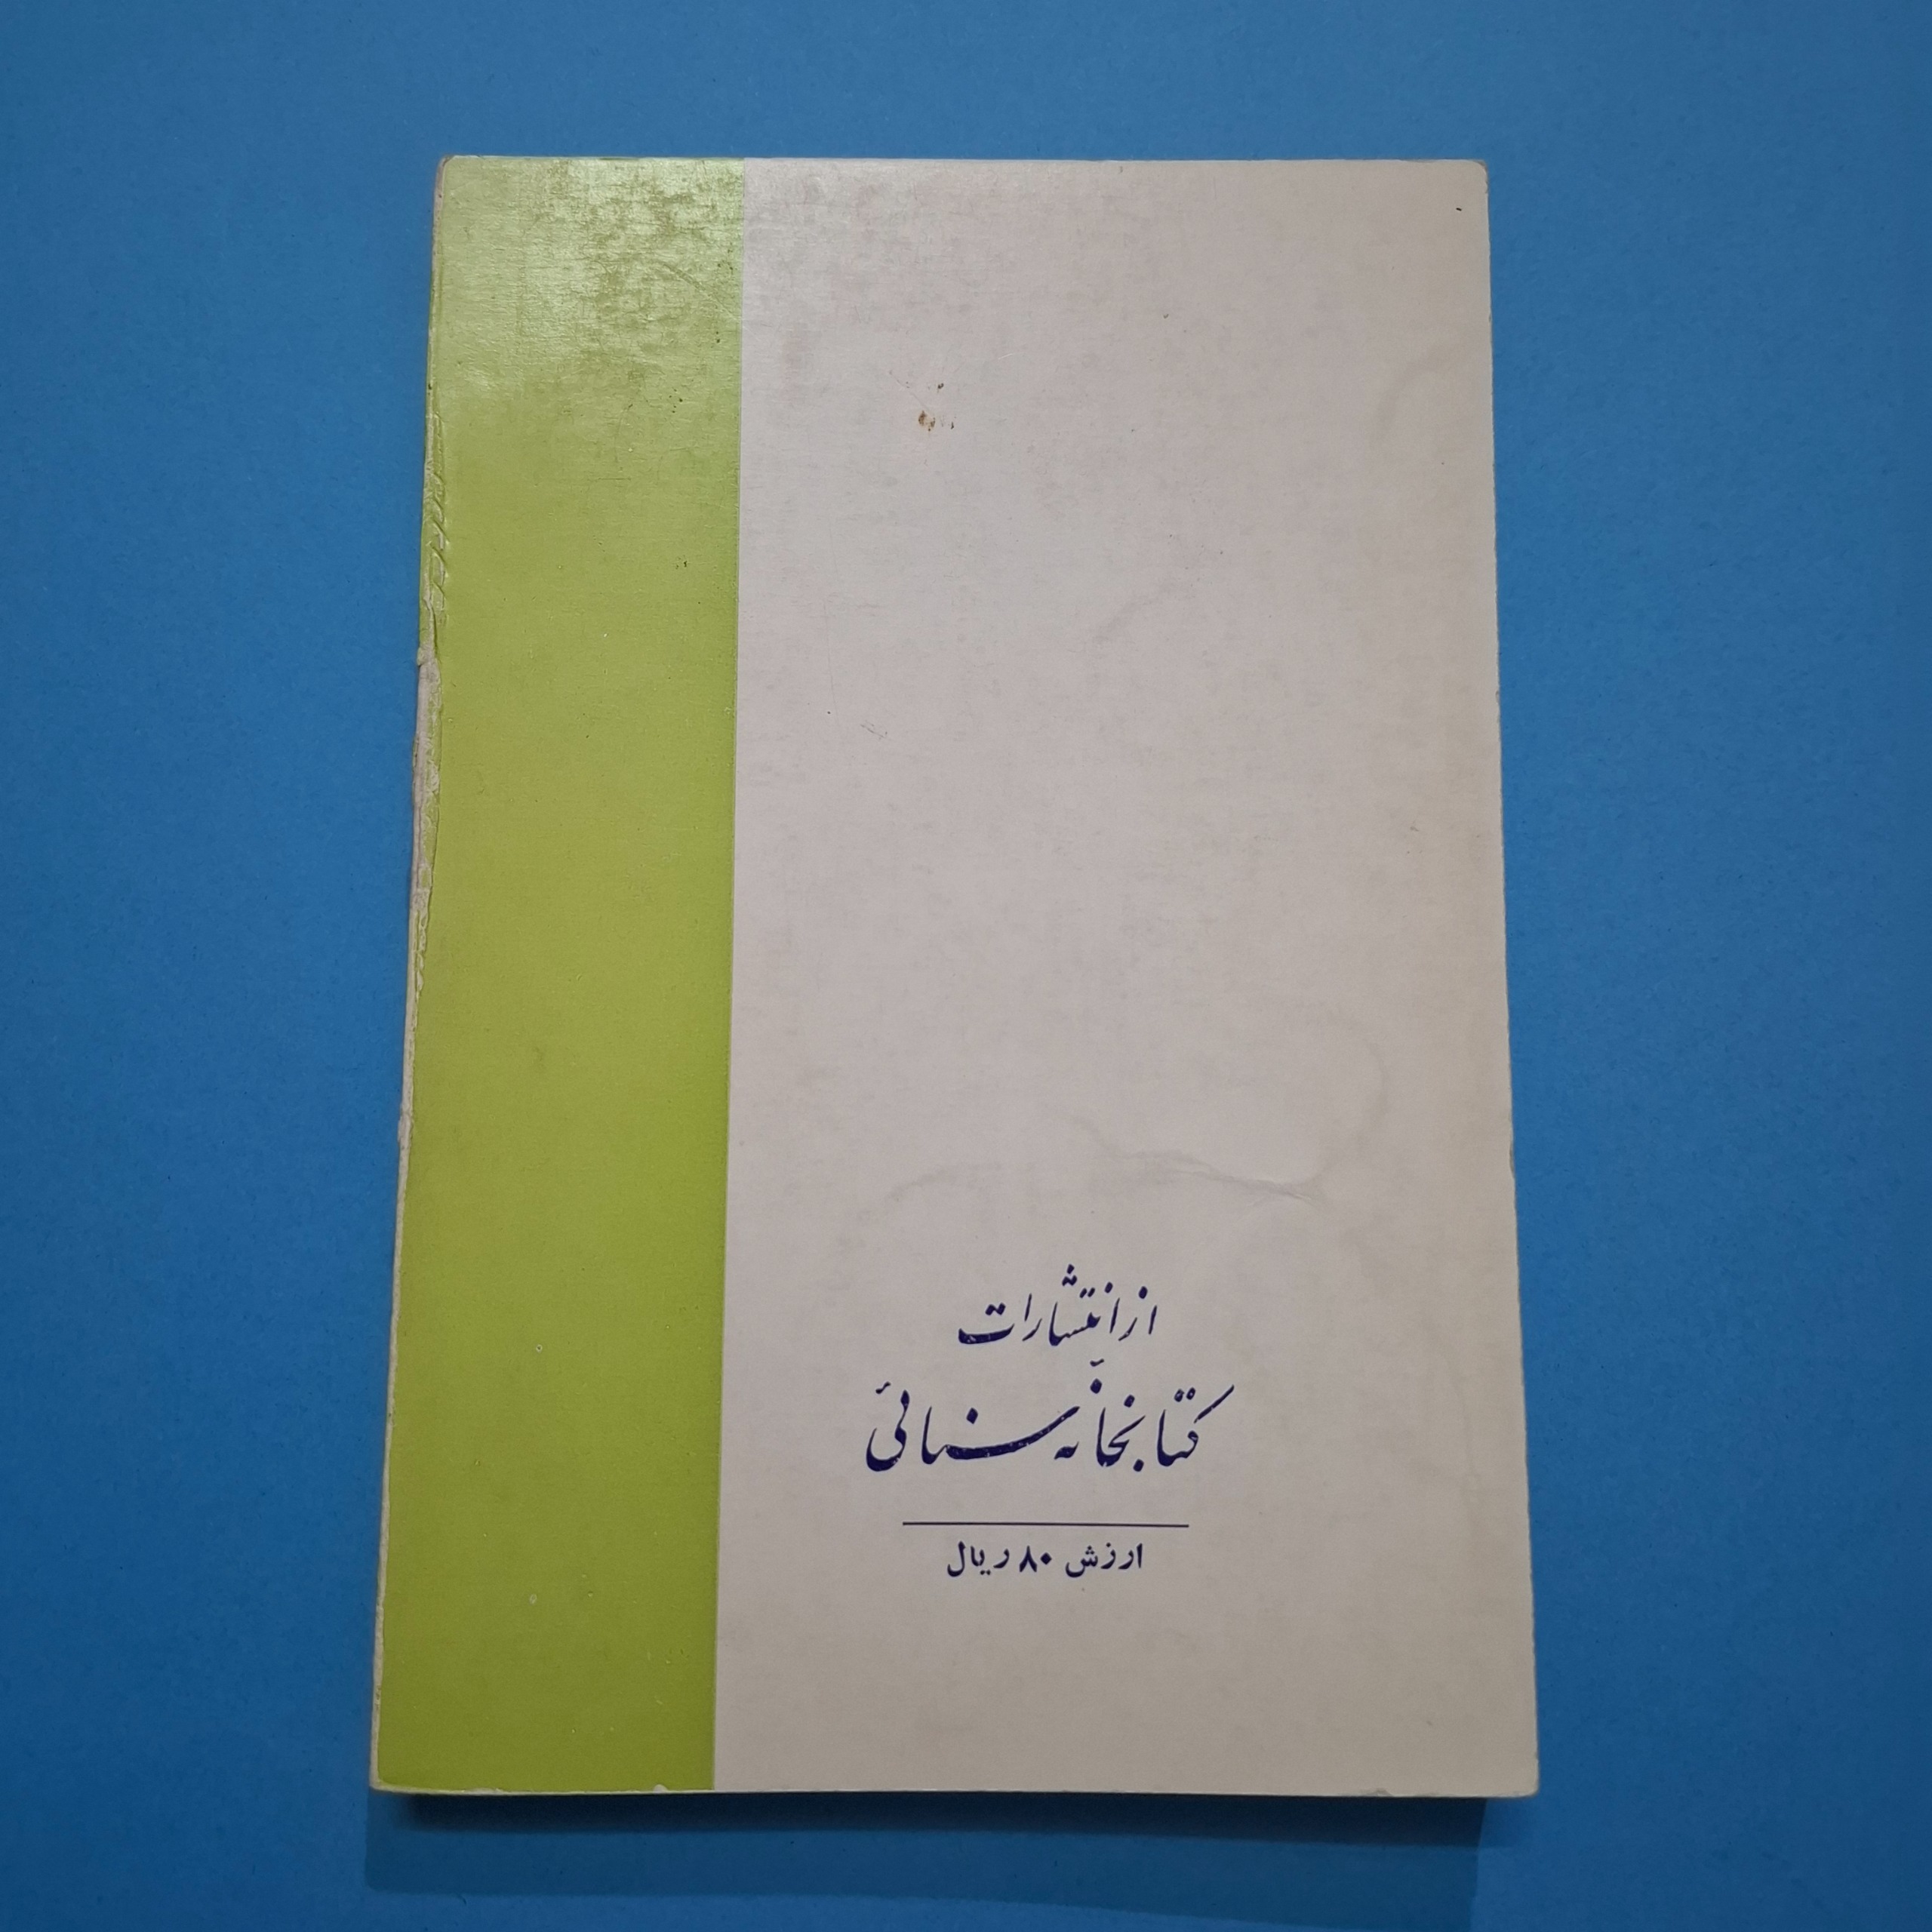 از انتشارات
کتابخانه سنائی
ارزش ۸۰ ریال